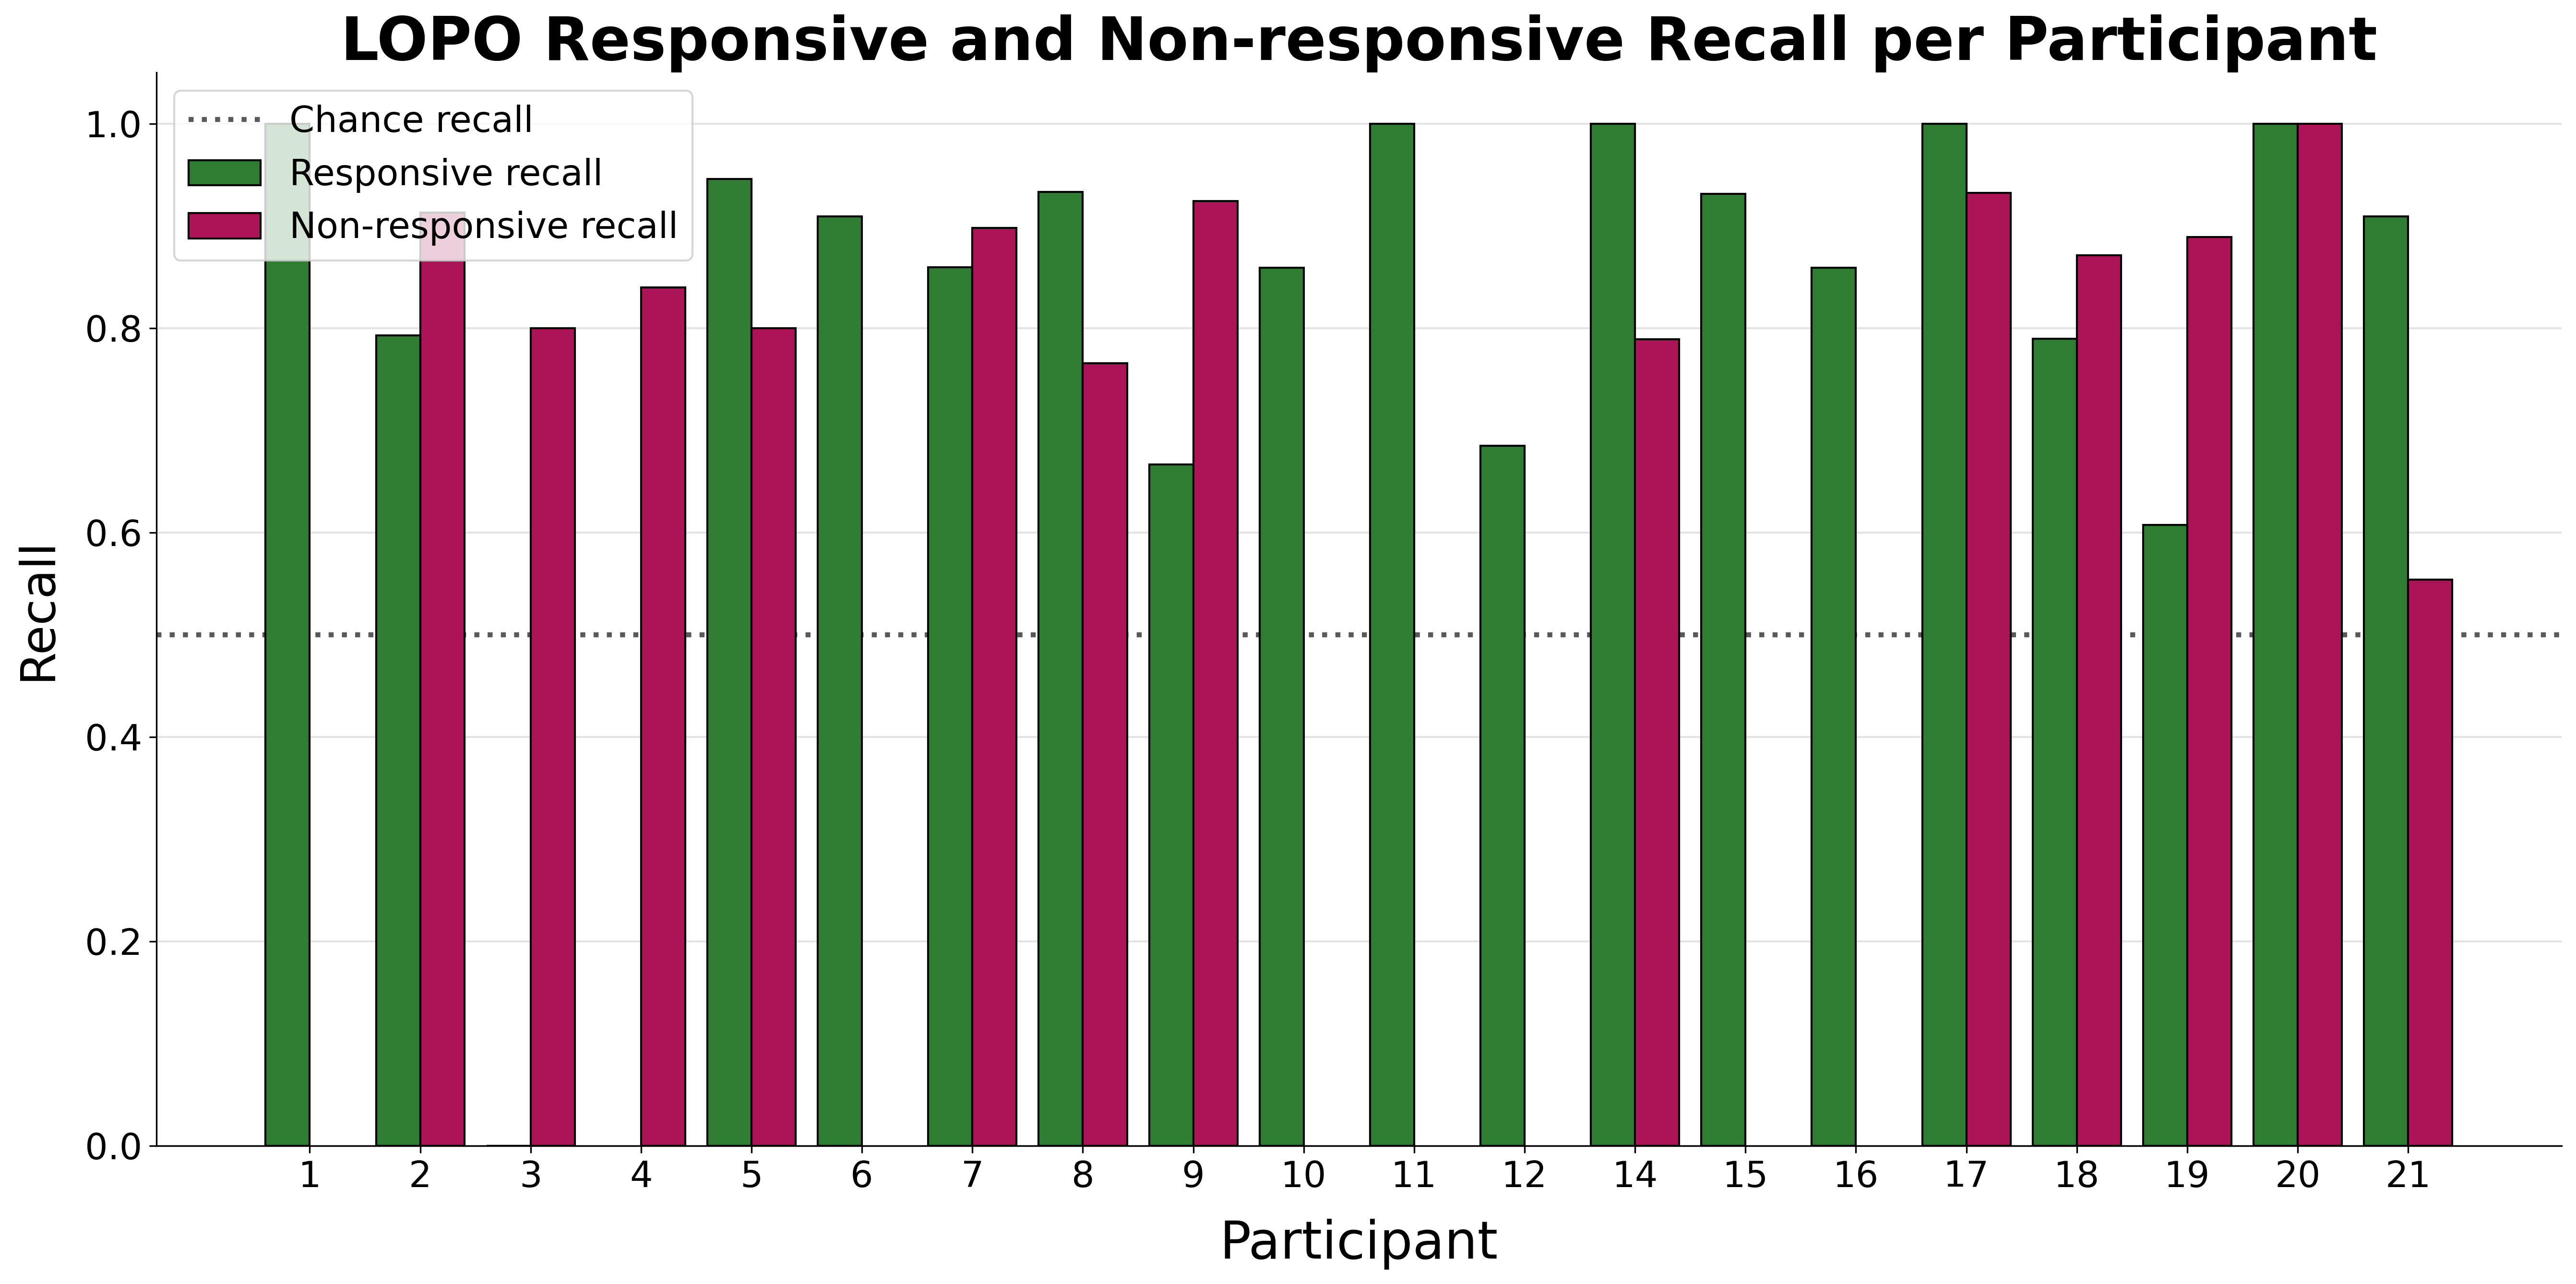 LOPO Responsive and Non-responsive Recall per Participant
Chance recall
Responsive recall
Non-responsive recall
1.0
0.8
0.6
0.4
0.2
0.0
Recall
1 2 3 4 5 6 7 8 9 10 11 12 14 15 16 17 18 19 20 21
Participant